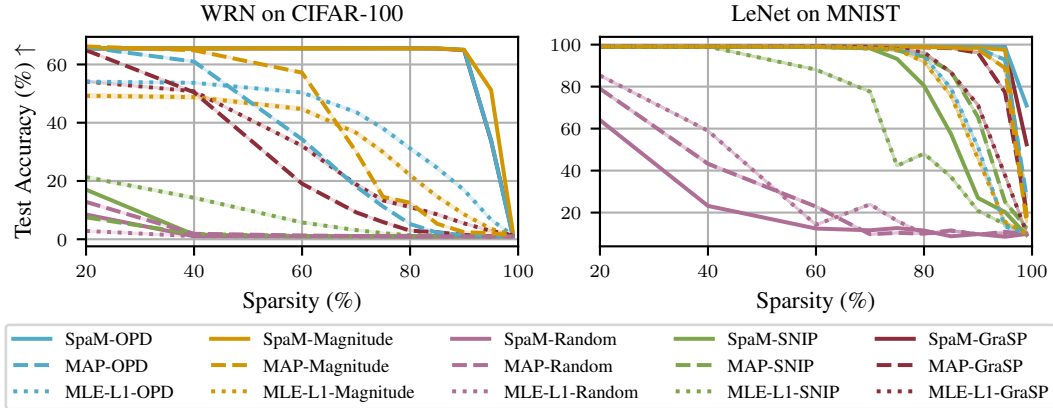 WRN on CIFAR-100
LeNet on MNIST
Test Accuracy (%) ↑
60
40
20
0
20 40 60 80 100
Sparsity (%)
100
80
60
40
20
20 40 60 80 100
Sparsity (%)
SpaM-OPD SpaM-Magnitude SpaM-Random SpaM-SNIP SpaM-GraSP
MAP-OPD MAP-Magnitude MAP-Random MAP-SNIP MAP-GraSP
MLE-L1-OPD MLE-L1-Magnitude MLE-L1-Random MLE-L1-SNIP MLE-L1-GraSP